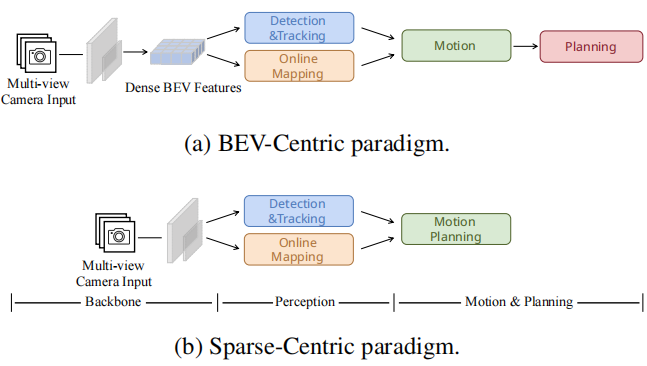 Detection
&Tracking
Online
Mapping
Motion
Planning
Multi-view
Camera Input
Dense BEV Features
(a) BEV-Centric paradigm.
Detection
&Tracking
Online
Mapping
Motion
Planning
Multi-view
Camera Input
Backbone
Perception
Motion & Planning
(b) Sparse-Centric paradigm.